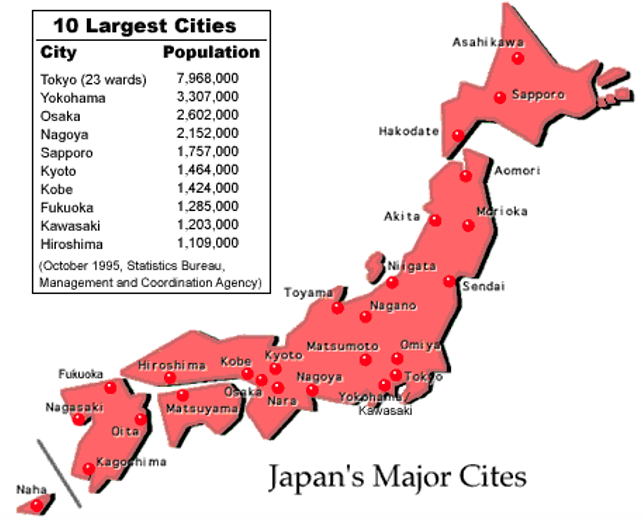 10 Largest Cities
City Population
Tokyo (23 wards) 7,968,000
Yokohama 3,307,000
Osaka 2,602,000
Nagoya 2,152,000
Sapporo 1,757,000
Kyoto 1,464,000
Kobe 1,424,000
Fukuoka 1,285,000
Kawasaki 1,203,000
Hiroshima 1,109,000
(October 1995, Statistics Bureau,
Management and Coordination Agency)
Asahikawa
Sapporo
Hakodate
Aomori
Akita
Morioka
Niigata
Sendai
Toyama
Nagano
Matsumoto
Omiya
Tokyo
Yokohama/
Kawasaki
Nagoya
Kyoto
Kobe
Osaka
Nara
Hiroshima
Matsuyama
Fukuoka
Nagasaki
Oita
Kagoshima
Naha
Japan's Major Cites